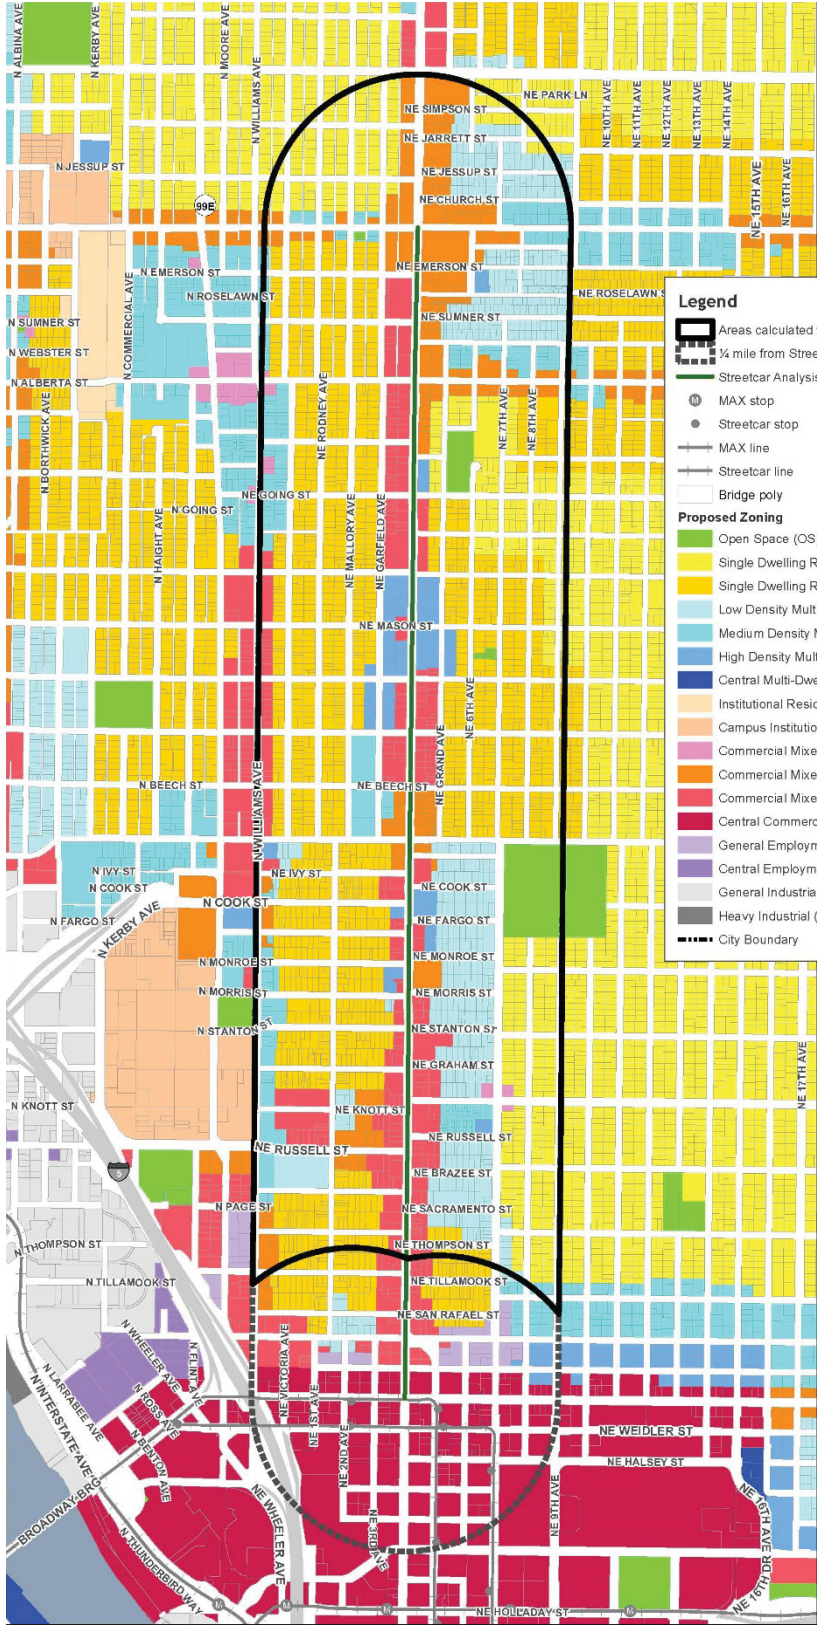 N ALBINA AVE
N KERBY AVE
N MOORE AVE
N WILLIAMS AVE
NE SIMPSON ST
NE PARK LN
NE 10TH AVE
NE 11TH AVE
NE 12TH AVE
NE 13TH AVE
NE 14TH AVE
NE JARRETT ST
N JESSUP ST
NE JESSUP ST
NE 15TH AVE
NE 16TH AVE
NE CHURCH ST
99E
N EMERSON ST
NE EMERSON ST
N ROSELAWN ST
NE ROSELAWN S
N COMMERCIAL AVE
N SUMNER ST
NE SUMNER ST
N WEBSTER ST
N ALBERTA ST
N BORTHWICK AVE
NE RODNEY AVE
NE 7TH AVE
NE 8TH AVE
NE GOING ST
N GOING ST
N HAIGHT AVE
NE MALLORY AVE
NE GARFIELD AVE
NE MASON ST
NE 6TH AVE
NE GRAND AVE
N BEECH ST
NE BEECH ST
N WILLIAMS AVE
N IVY ST
NE IVY ST
N COOK ST
NE COOK ST
N COOK ST
N FARGO ST
NE FARGO ST
N KERBY AVE
N MONROE ST
NE MONROE ST
N MORRIS ST
NE MORRIS ST
N STANTON ST
NE STANTON ST
NE GRAHAM ST
NE 17TH AVE
N KNOTT ST
NE KNOTT ST
NE RUSSELL ST
NE RUSSELL ST
5
NE BRAZEE ST
N PAGE ST
NE SACRAMENTO ST
N THOMPSON ST
NE THOMPSON ST
N TILLAMOOK ST
NE TILLAMOOK ST
NE SAN RAFAEL ST
N WHEELER AVE
N FLINT AVE
N LARRABEE AVE
N ROSS AVE
N INTERSTATE AVE
N BENTON AVE
NE VICTORIA AVE
NE 1ST AVE
NE 2ND AVE
NE 3RD AVE
NE WEIDLER ST
NE HALSEY ST
NE 9TH AVE
BROADWAY BRG
NE WHEELER AVE
N THUNDERBIRD WAY
NE 16TH AVE
NE 16TH AVE RD H
M
M
M
M
NE HOLLADAY ST
Legend
Areas calculated
¼ mile from Stree
Streetcar Analysis
M MAX stop
Streetcar stop
MAX line
Streetcar line
Bridge poly
Proposed Zoning
Open Space (OS
Single Dwelling R
Single Dwelling R
Low Density Mult
Medium Density M
High Density Mult
Central Multi-Dwe
Institutional Resid
Campus Institutio
Commercial Mixe
Commercial Mixe
Commercial Mixe
Central Commerc
General Employm
Central Employm
General Industria
Heavy Industrial (
City Boundary